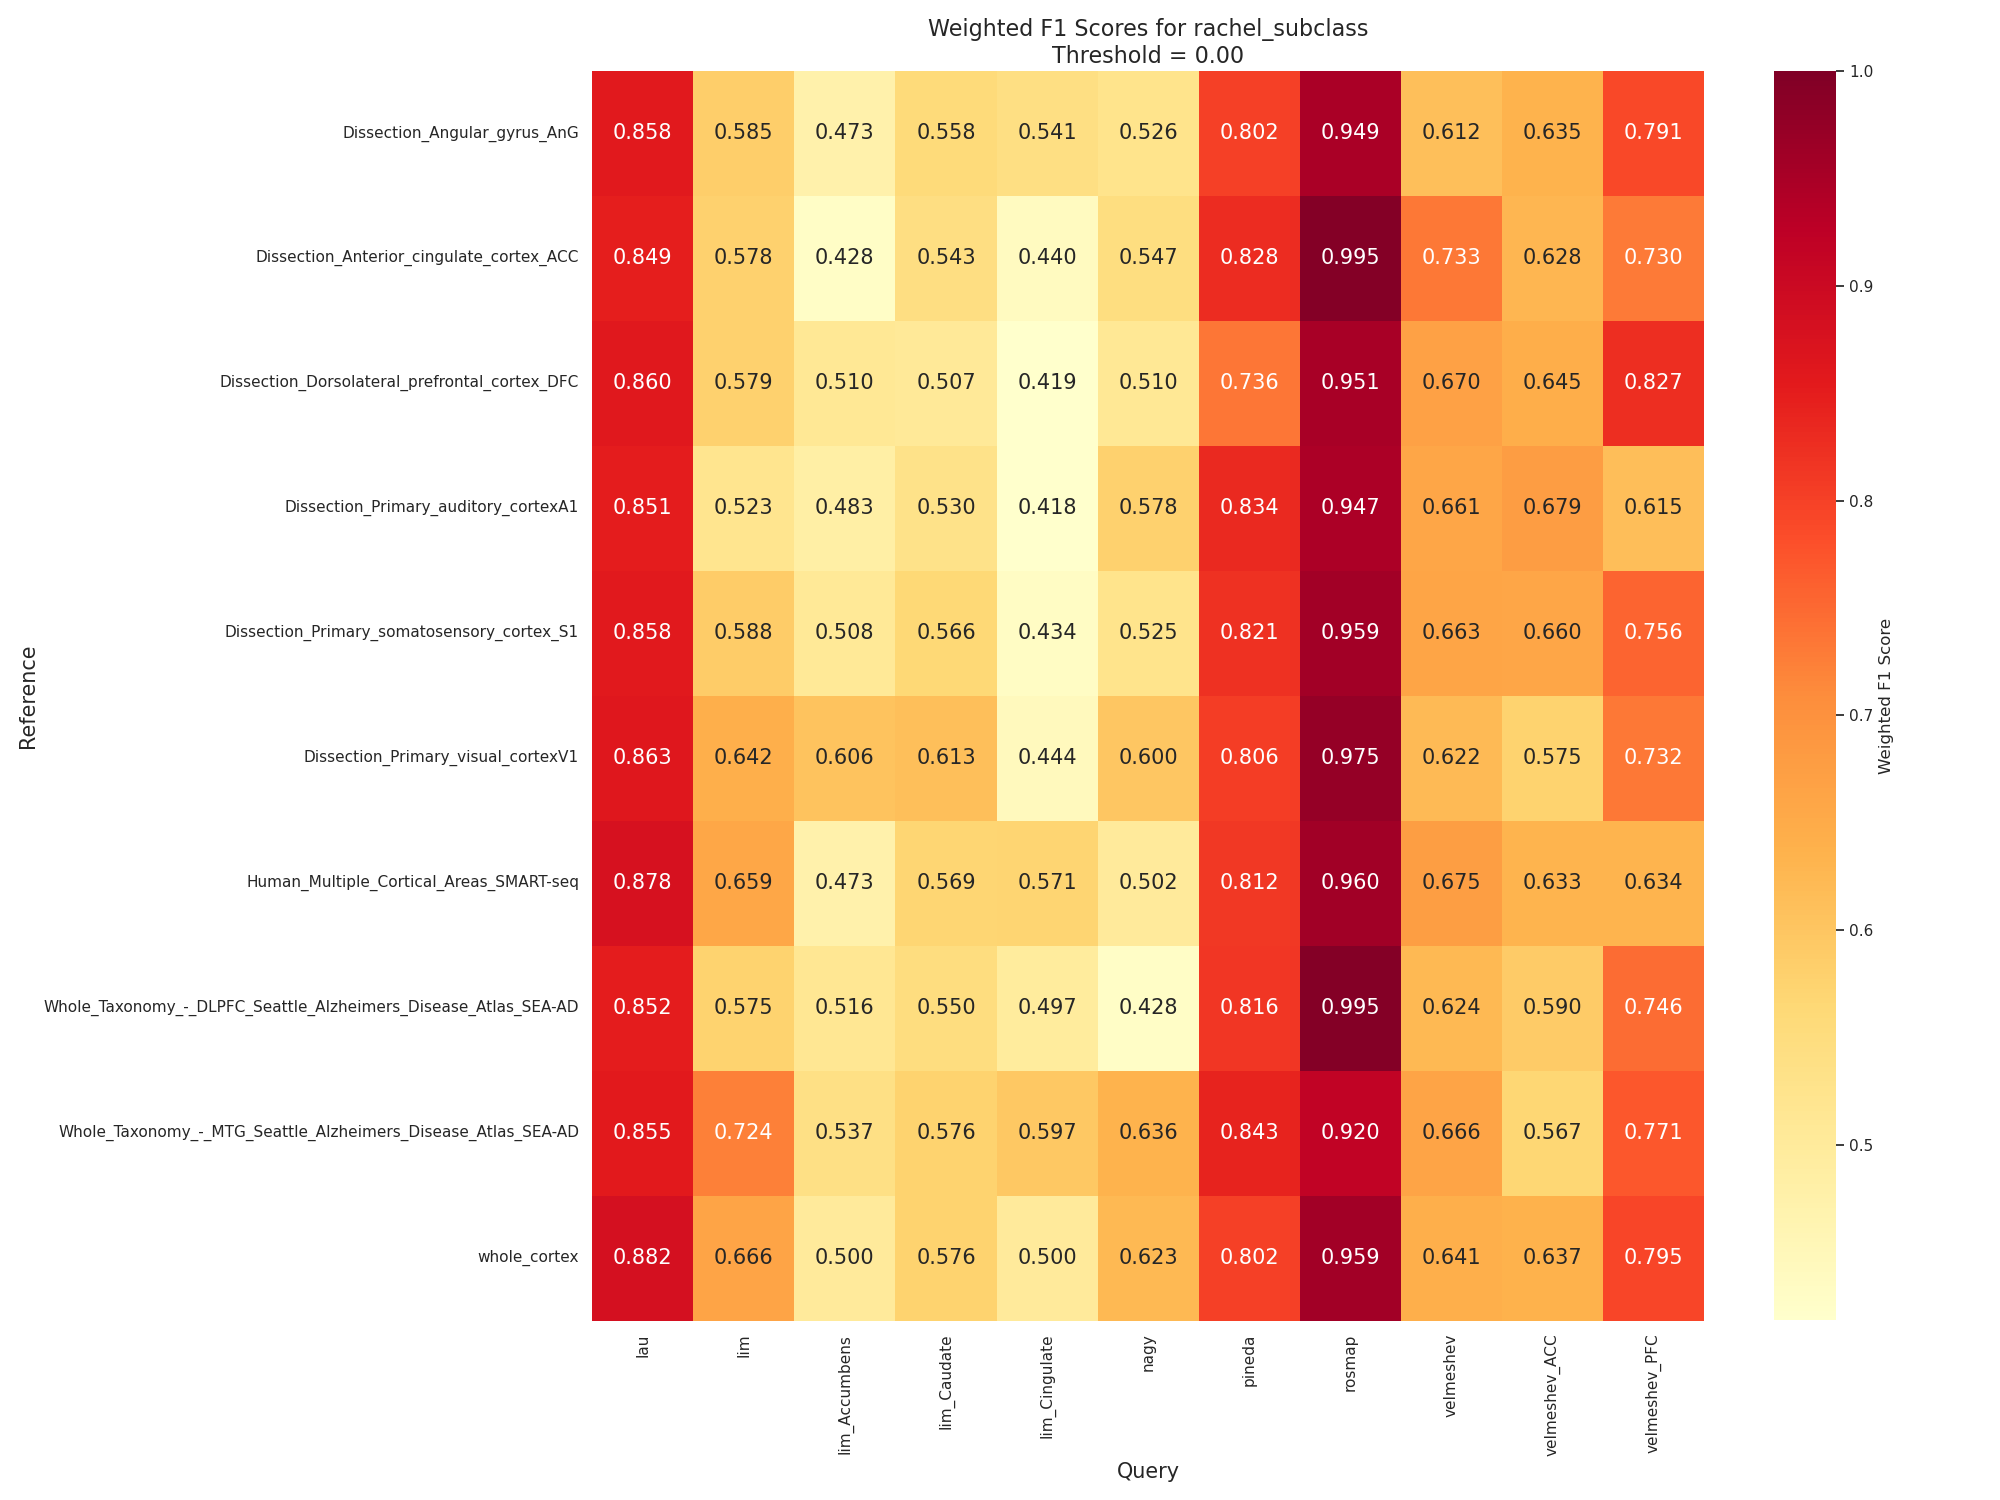 Weighted F1 Scores for rachel_subclass
Threshold = 0.00
Reference
Dissection_Angular_gyrus_AnG 0.858 0.585 0.473 0.558 0.541 0.526 0.802 0.949 0.612 0.635 0.791
Dissection_Anterior_cingulate_cortex_ACC 0.849 0.578 0.428 0.543 0.440 0.547 0.828 0.995 0.733 0.628 0.730
Dissection_Dorsolateral_prefrontal_cortex_DFC 0.860 0.579 0.510 0.507 0.419 0.510 0.736 0.951 0.670 0.645 0.827
Dissection_Primary_auditory_cortexA1 0.851 0.523 0.483 0.530 0.418 0.578 0.834 0.947 0.661 0.679 0.615
Dissection_Primary_somatosensory_cortex_S1 0.858 0.588 0.508 0.566 0.434 0.525 0.821 0.959 0.663 0.660 0.756
Dissection_Primary_visual_cortexV1 0.863 0.642 0.606 0.613 0.444 0.600 0.806 0.975 0.622 0.575 0.732
Human_Multiple_Cortical_Areas_SMART-seq 0.878 0.659 0.473 0.569 0.571 0.502 0.812 0.960 0.675 0.633 0.634
Whole_Taxonomy_-_DLPFC_Seattle_Alzheimers_Disease_Atlas_SEA-AD 0.852 0.575 0.516 0.550 0.497 0.428 0.816 0.995 0.624 0.590 0.746
Whole_Taxonomy_-_MTG_Seattle_Alzheimers_Disease_Atlas_SEA-AD 0.855 0.724 0.537 0.576 0.597 0.636 0.843 0.920 0.666 0.567 0.771
whole_cortex 0.882 0.666 0.500 0.576 0.500 0.623 0.802 0.959 0.641 0.637 0.795
lau lim lim_Accumbens lim_Caudate lim_Cingulate nagy pineda rosmap velmeshev velmeshev_ACC velmeshev_PFC
Query
1.0
0.9
0.8
0.7
0.6
0.5
Weighted F1 Score